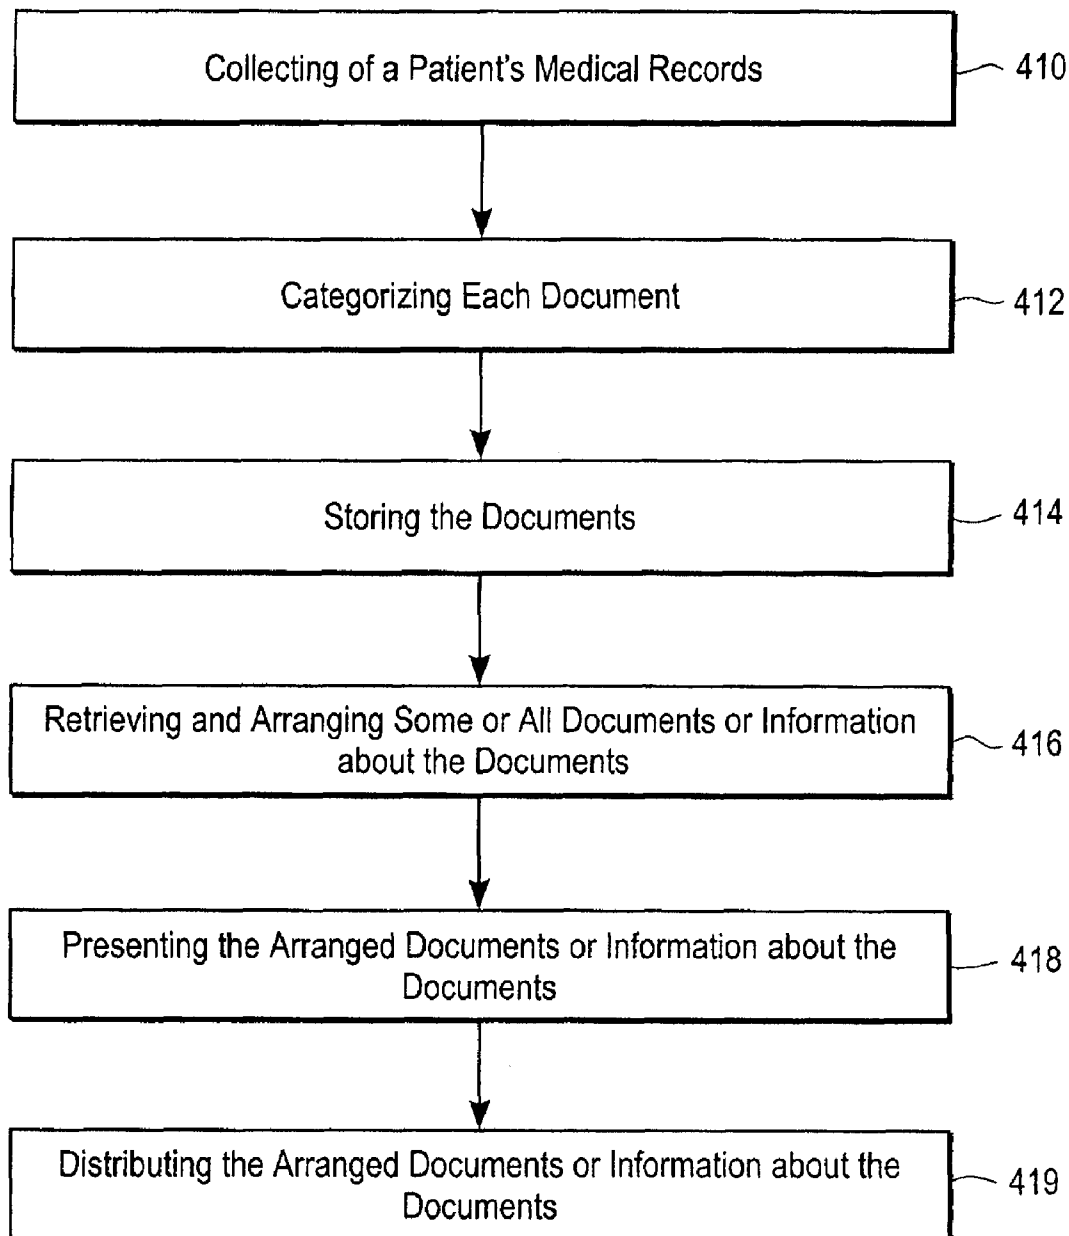 Collecting of a Patient's Medical Records
410
Categorizing Each Document
412
Storing the Documents
414
Retrieving and Arranging Some or All Documents or Information
about the Documents
416
Presenting the Arranged Documents or Information about the
Documents
418
Distributing the Arranged Documents or Information about the
Documents
419